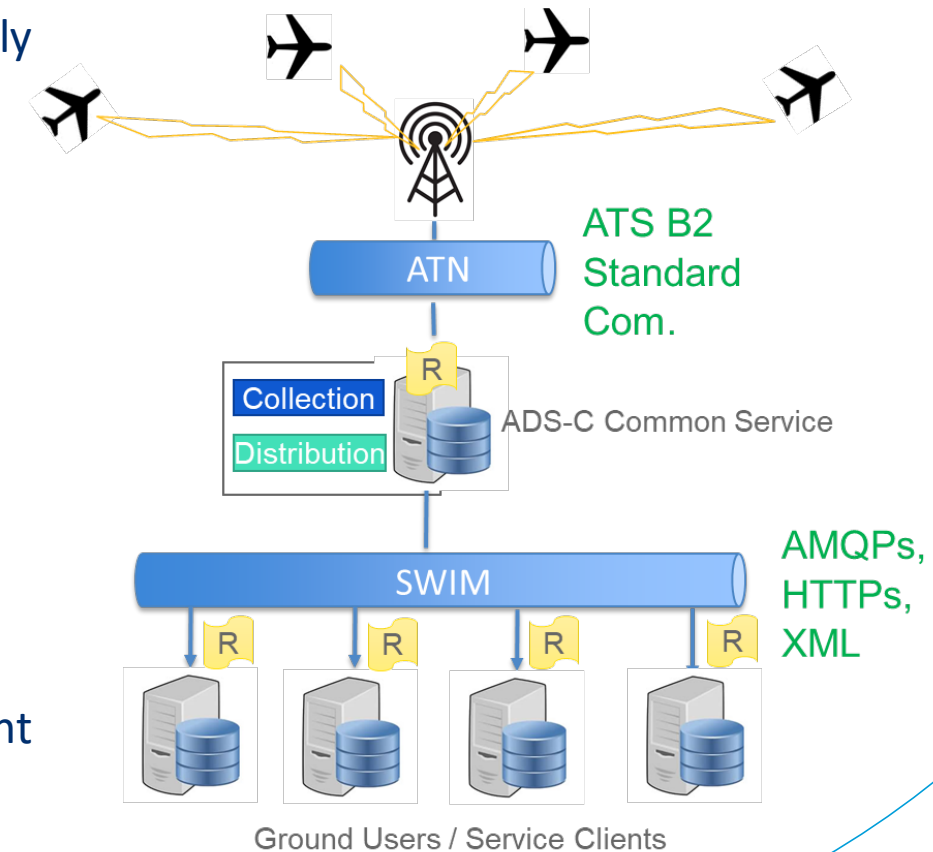 ly
ATN
ATS B2
Standard
Com.
R
Collection
Distribution
ADS-C Common Service
SWIM
AMQPs,
HTTPs,
XML
R
R
R
R
nt
Ground Users / Service Clients